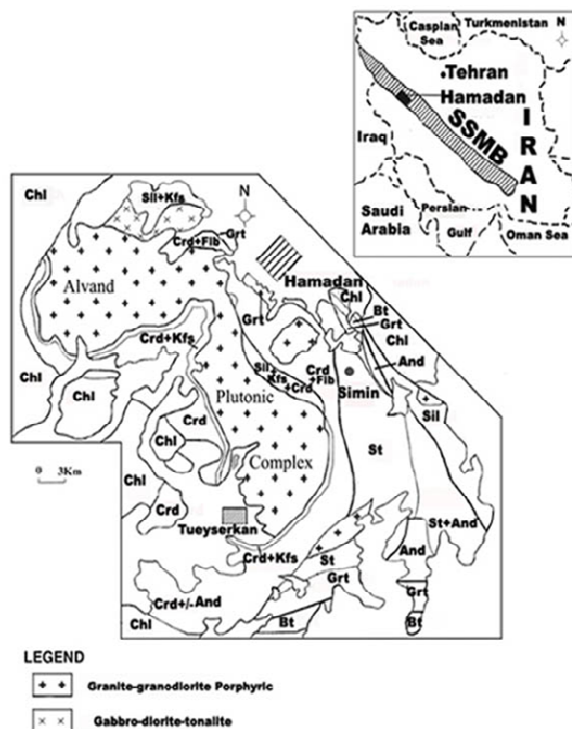 Caspian
Sea
Turkmenistan
N
Tehran
Hamadan
SSMB
IRAN
Iraq
Saudi
Arabia
Persian
Gulf
Oman Sea
Chl
Sil+Kfs
N
Crd+Fib
Grt
Alvand
Hamadan
Chl
Bt
Grt
Chl
Grt
Crd+Kfs
And
Chl
Chl
Sil
Kfs
Crd
Crd
+Fib
Simin
Sil
Plutonic
Crd
Chl
St
Complex
Chl
0 3Km
Crd
Tueyserkan
St+And
Crd+Kfs
St
And
Grt
Grt
Crd+/-And
Chl
Bt
Bt
LEGEND
Granite-granodiorite Porphyric
Gabbro-diorite-tonalite